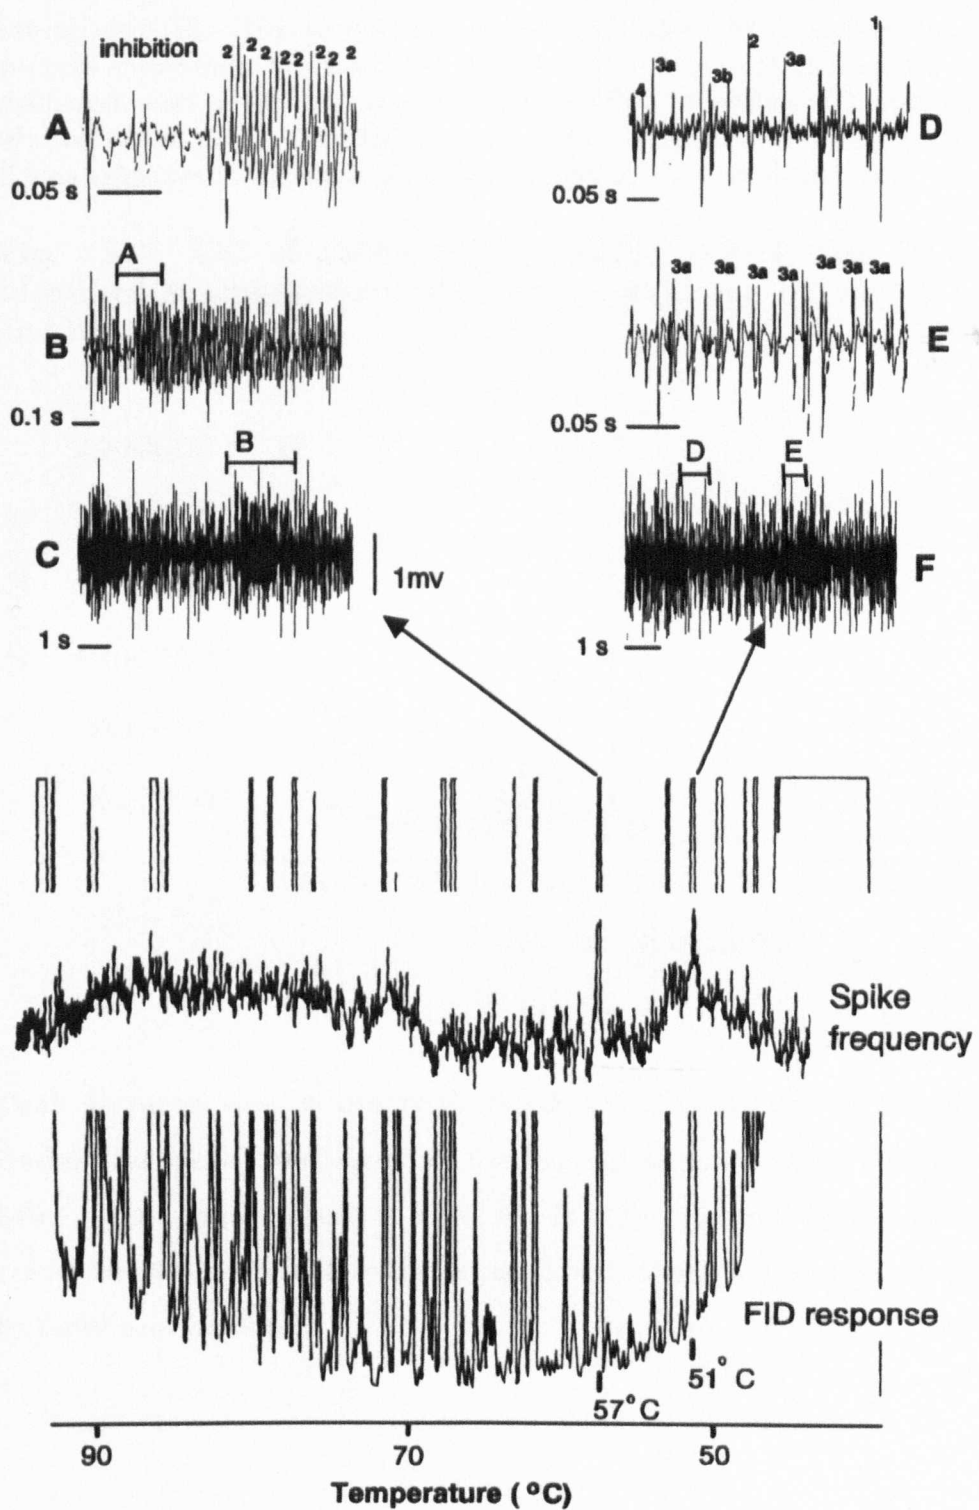 inhibition
2 2 2 2 2 2 2 2
A
0.05 s
4 3a 3b 2 3a 1
D
0.05 s
A
B
0.1 s
3a 3a 3a 3a 3a 3a 3a
E
0.05 s
B
C
1mv
1 s
D E
F
1 s
Spike
frequency
FID response
51° C
57° C
90 70 50
Temperature ( °C)